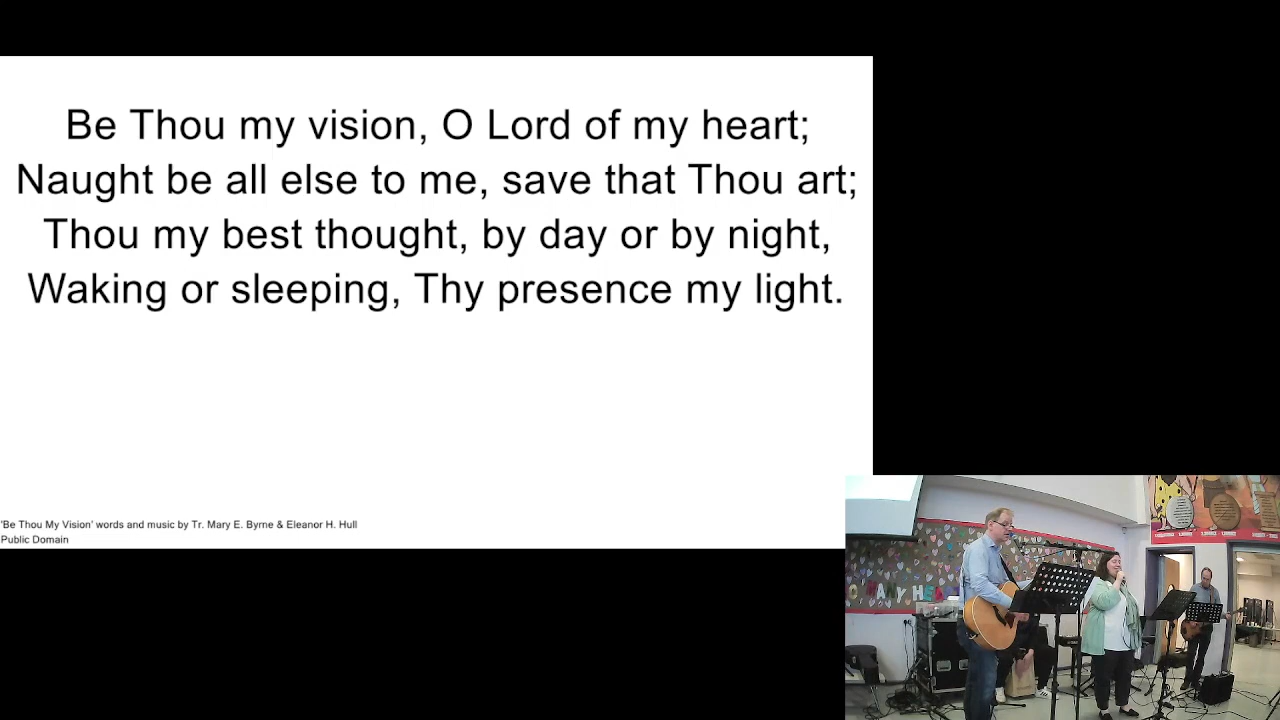 Be Thou my vision, O Lord of my heart;
Naught be all else to me, save that Thou art;
Thou my best thought, by day or by night,
Waking or sleeping, Thy presence my light.
'Be Thou My Vision' words and music by Tr. Mary E. Byrne & Eleanor H. Hull
Public Domain
O MANY HEA